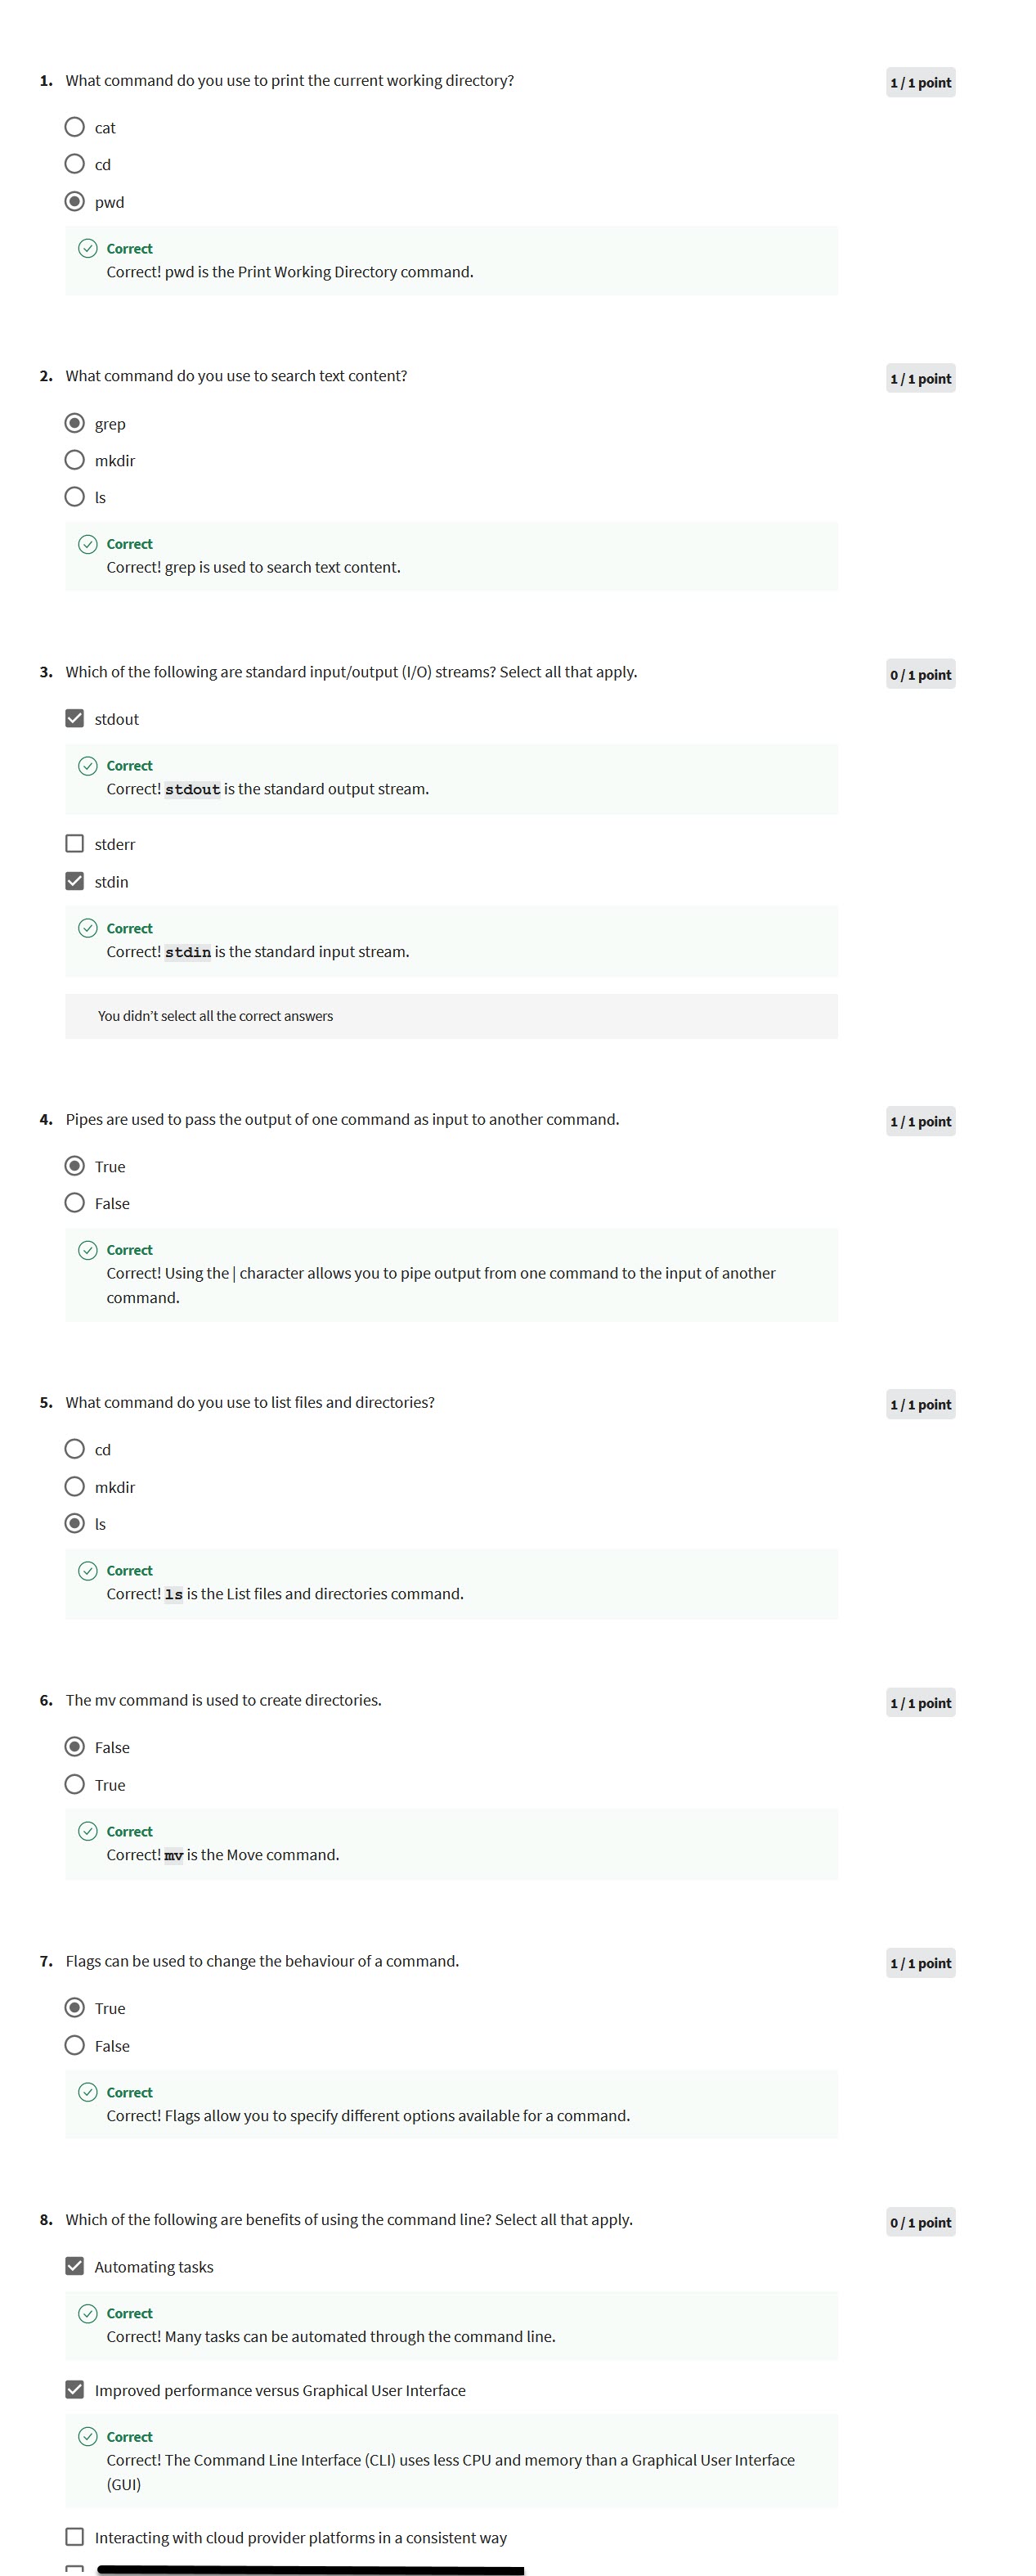 1. What command do you use to print the current working directory?
1 / 1 point
cat
cd
pwd
Correct
Correct! pwd is the Print Working Directory command.
2. What command do you use to search text content?
1 / 1 point
grep
mkdir
ls
Correct
Correct! grep is used to search text content.
3. Which of the following are standard input/output (I/O) streams? Select all that apply.
0 / 1 point
stdout
Correct
Correct! stdout is the standard output stream.
stderr
stdin
Correct
Correct! stdin is the standard input stream.
You didn’t select all the correct answers
4. Pipes are used to pass the output of one command as input to another command.
1 / 1 point
True
False
Correct
Correct! Using the | character allows you to pipe output from one command to the input of another
command.
5. What command do you use to list files and directories?
1 / 1 point
cd
mkdir
ls
Correct
Correct! ls is the List files and directories command.
6. The mv command is used to create directories.
1 / 1 point
False
True
Correct
Correct! mv is the Move command.
7. Flags can be used to change the behaviour of a command.
1 / 1 point
True
False
Correct
Correct! Flags allow you to specify different options available for a command.
8. Which of the following are benefits of using the command line? Select all that apply.
0 / 1 point
Automating tasks
Correct
Correct! Many tasks can be automated through the command line.
Improved performance versus Graphical User Interface
Correct
Correct! The Command Line Interface (CLI) uses less CPU and memory than a Graphical User Interface
(GUI)
Interacting with cloud provider platforms in a consistent way